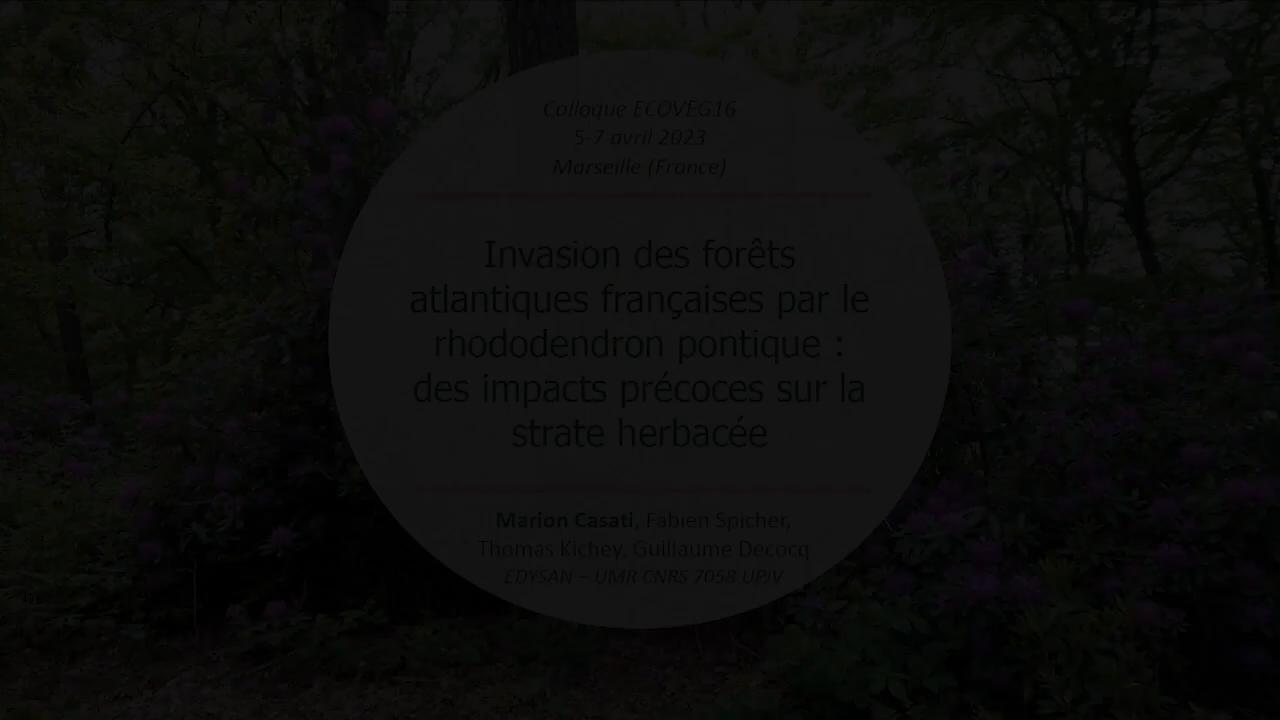 Colloque ECOVEG16
5-7 avril 2023
Marseille (France)
Invasion des forêts
atlantiques françaises par le
rhododendron pontique :
des impacts précoces sur la
strate herbacée
Marion Casati, Fabien Spicher,
Thomas Kichey, Guillaume Decocq
EDYSAN – UMR CNRS 7058 UPJV